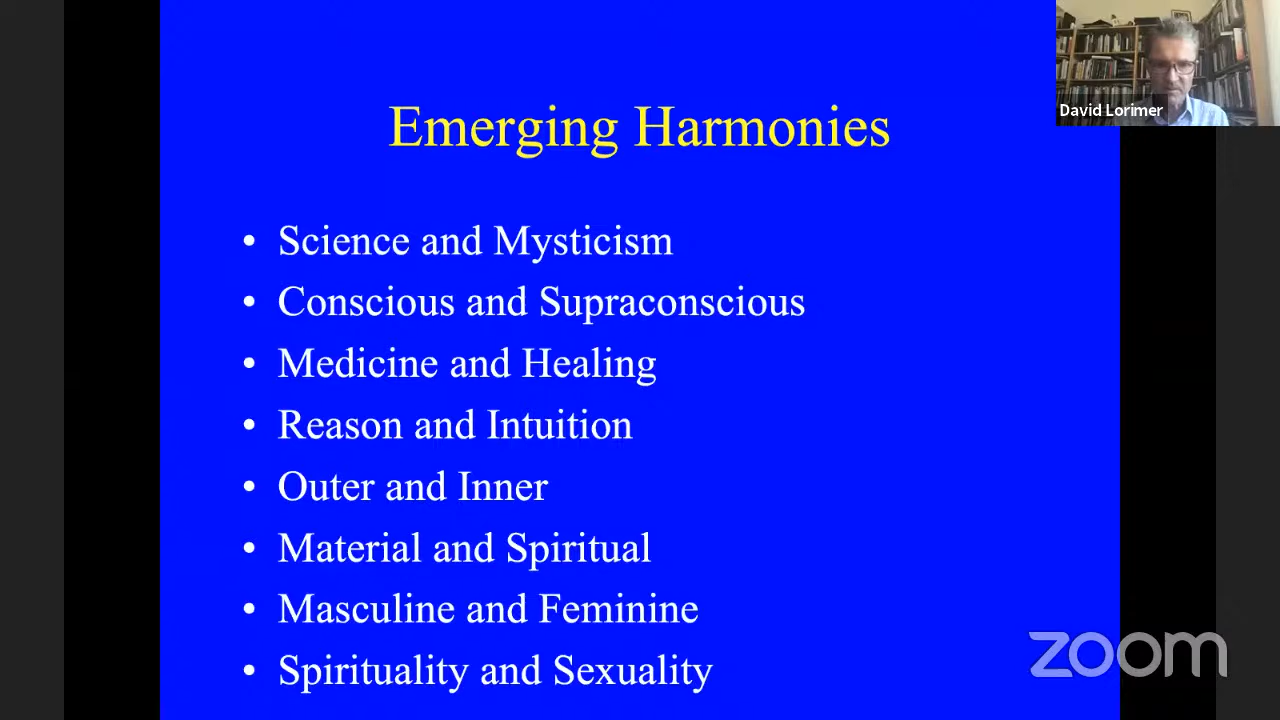 Emerging Harmonies
• Science and Mysticism
• Conscious and Supraconscious
• Medicine and Healing
• Reason and Intuition
• Outer and Inner
• Material and Spiritual
• Masculine and Feminine
• Spirituality and Sexuality
David Lorimer
zoom